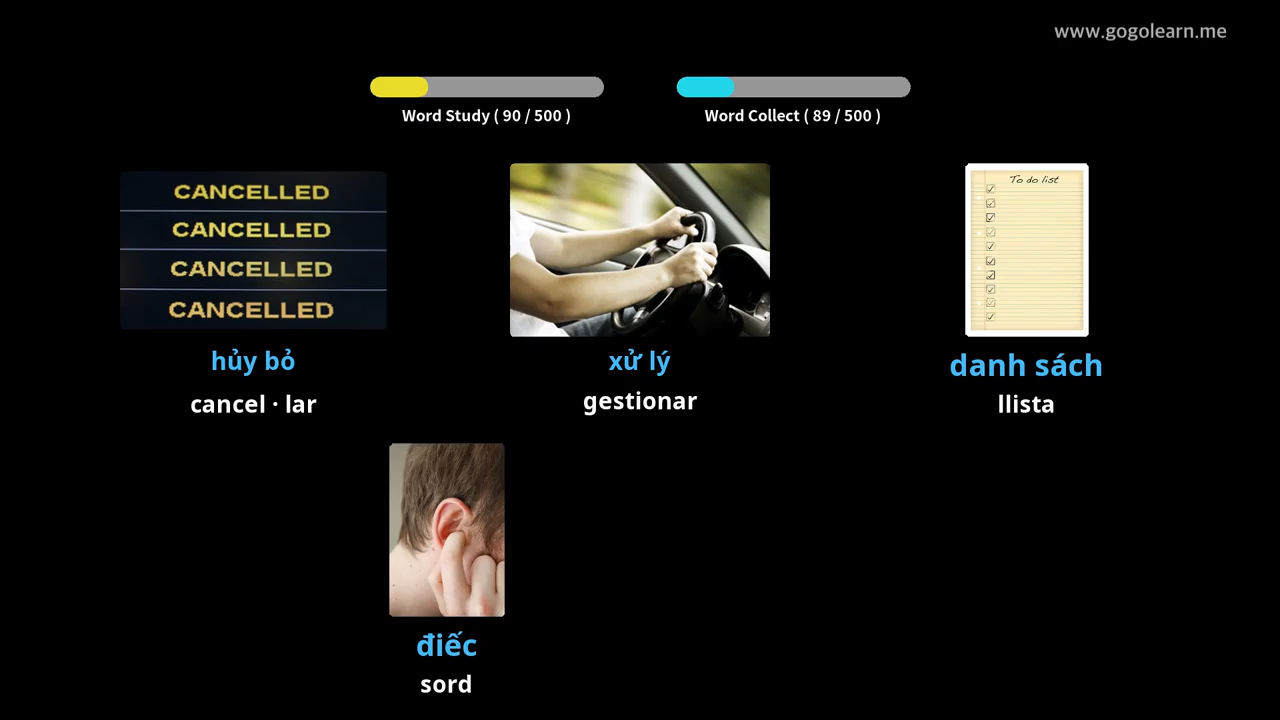 www.gogolearn.me
Word Study ( 90 / 500 )
Word Collect ( 89 / 500 )
CANCELLED
CANCELLED
CANCELLED
CANCELLED
To do list
hủy bỏ
cancel · lar
xử lý
gestionar
danh sách
llista
điếc
sord